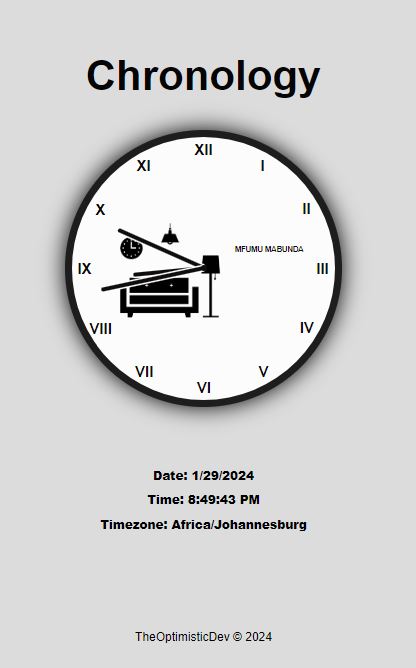 Chronology
XII
XI
I
X
II
MFUMU MABUNDA
IX
III
VIII
IV
VII
V
VI
Date: 1/29/2024
Time: 8:49:43 PM
Timezone: Africa/Johannesburg
TheOptimisticDev © 2024